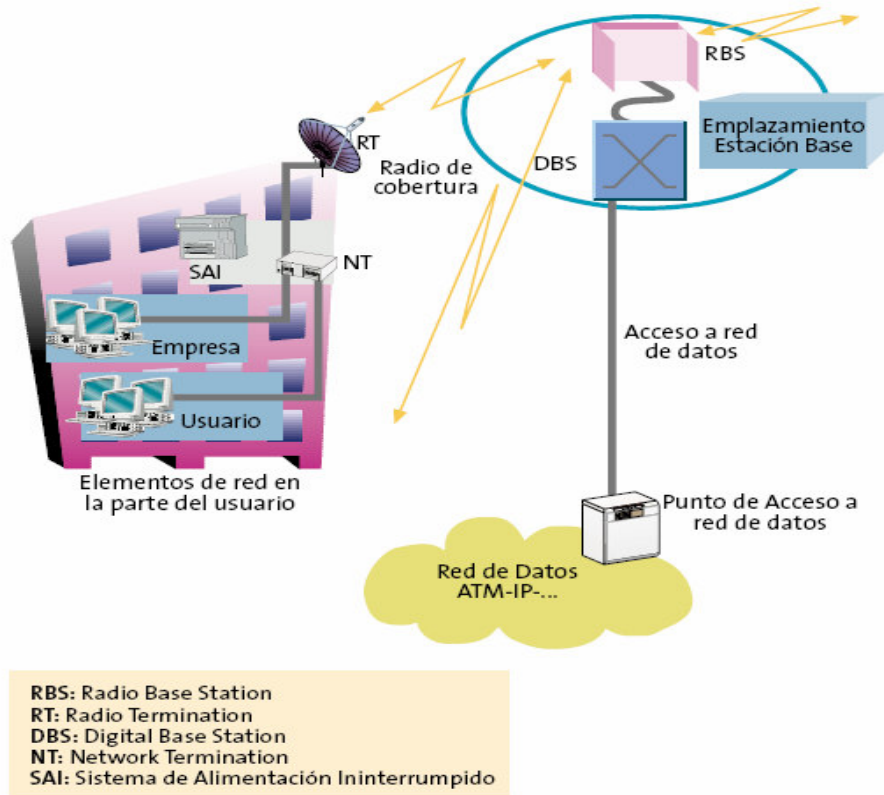 RBS
RT
Radio de
cobertura
DBS
Emplazamiento
Estación Base
SAI
NT
Empresa
Usuario
Acceso a red
de datos
Elementos de red en
la parte del usuario
Punto de Acceso a
red de datos
Red de Datos
ATM-IP-...
RBS: Radio Base Station
RT: Radio Termination
DBS: Digital Base Station
NT: Network Termination
SAI: Sistema de Alimentación Ininterrumpido